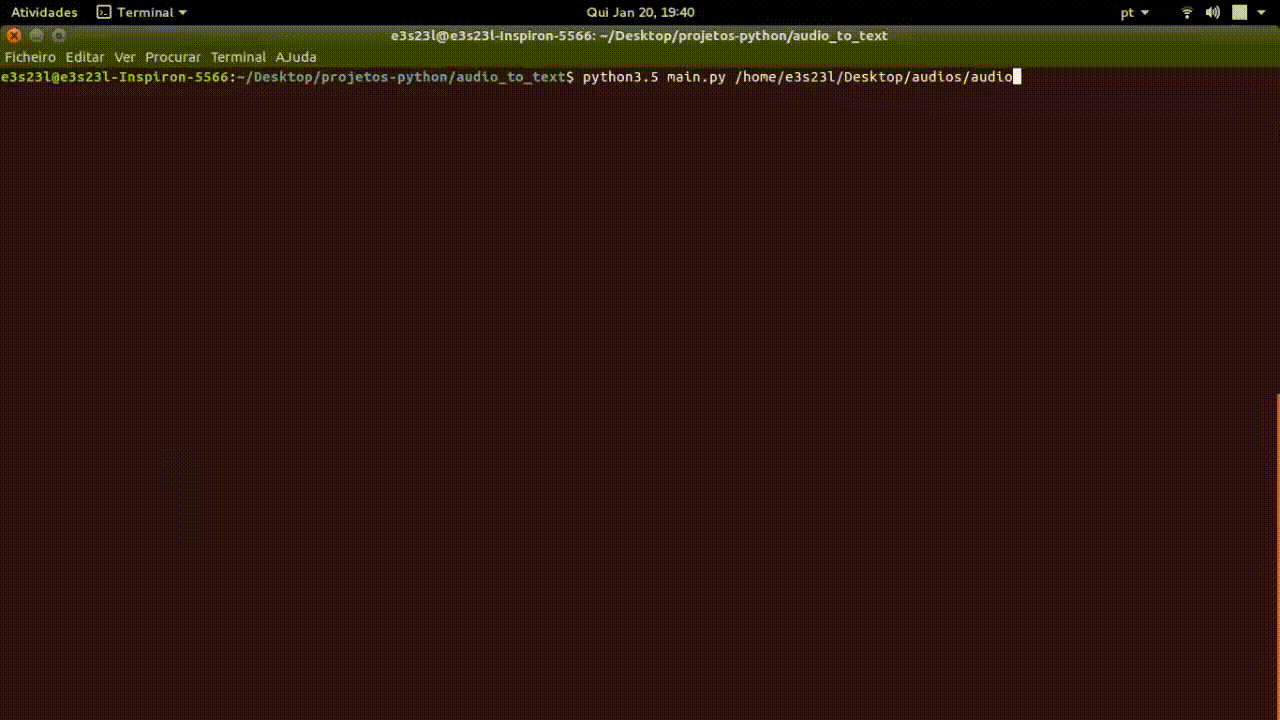 Atividades Terminal Qui Jan 20, 19:40 pt
e3s23l@e3s23l-Inspiron-5566: ~/Desktop/projetos-python/audio_to_text
Ficheiro Editar Ver Procurar Terminal AJuda
e3s23l@e3s23l-Inspiron-5566:~/Desktop/projetos-python/audio_to_text$ python3.5 main.py /home/e3s23l/Desktop/audios/audio